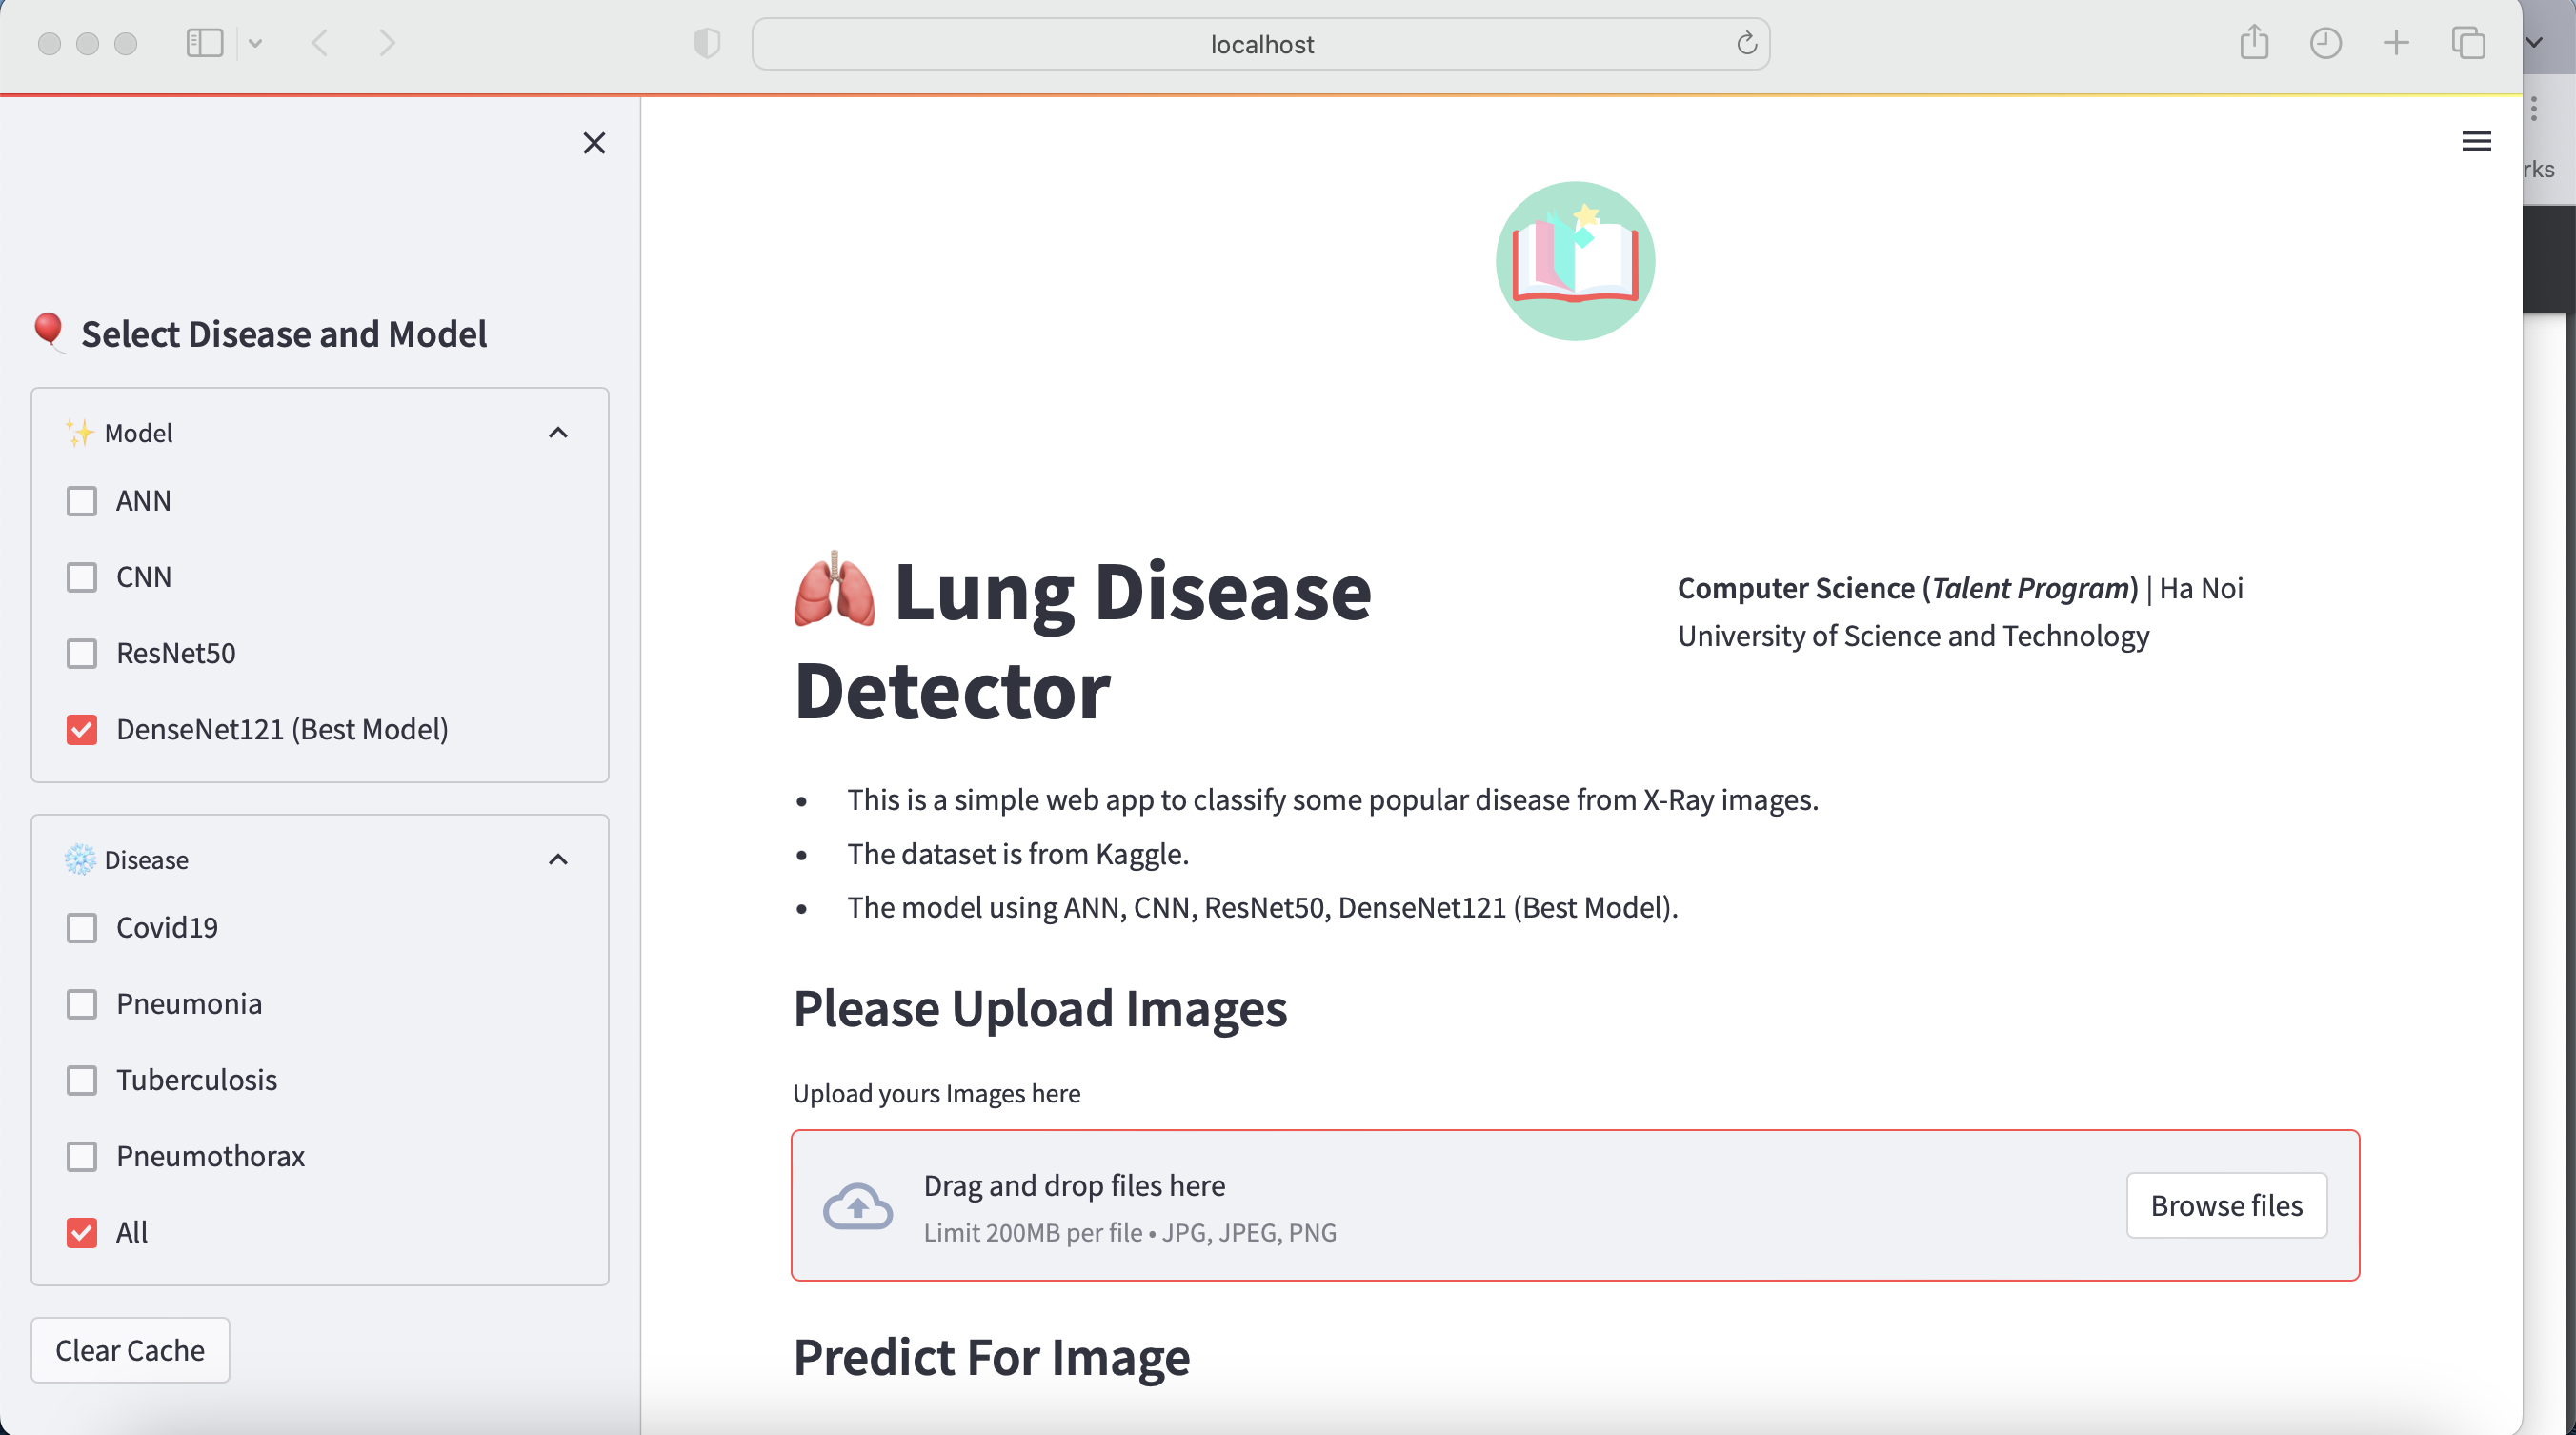 localhost
rks
Select Disease and Model
Model
ANN
CNN
ResNet50
DenseNet121 (Best Model)
Disease
Covid19
Pneumonia
Tuberculosis
Pneumothorax
All
Clear Cache
Lung Disease
Detector
Computer Science (Talent Program) | Ha Noi
University of Science and Technology
• This is a simple web app to classify some popular disease from X-Ray images.
• The dataset is from Kaggle.
• The model using ANN, CNN, ResNet50, DenseNet121 (Best Model).
Please Upload Images
Upload yours Images here
Drag and drop files here
Limit 200MB per file • JPG, JPEG, PNG
Browse files
Predict For Image